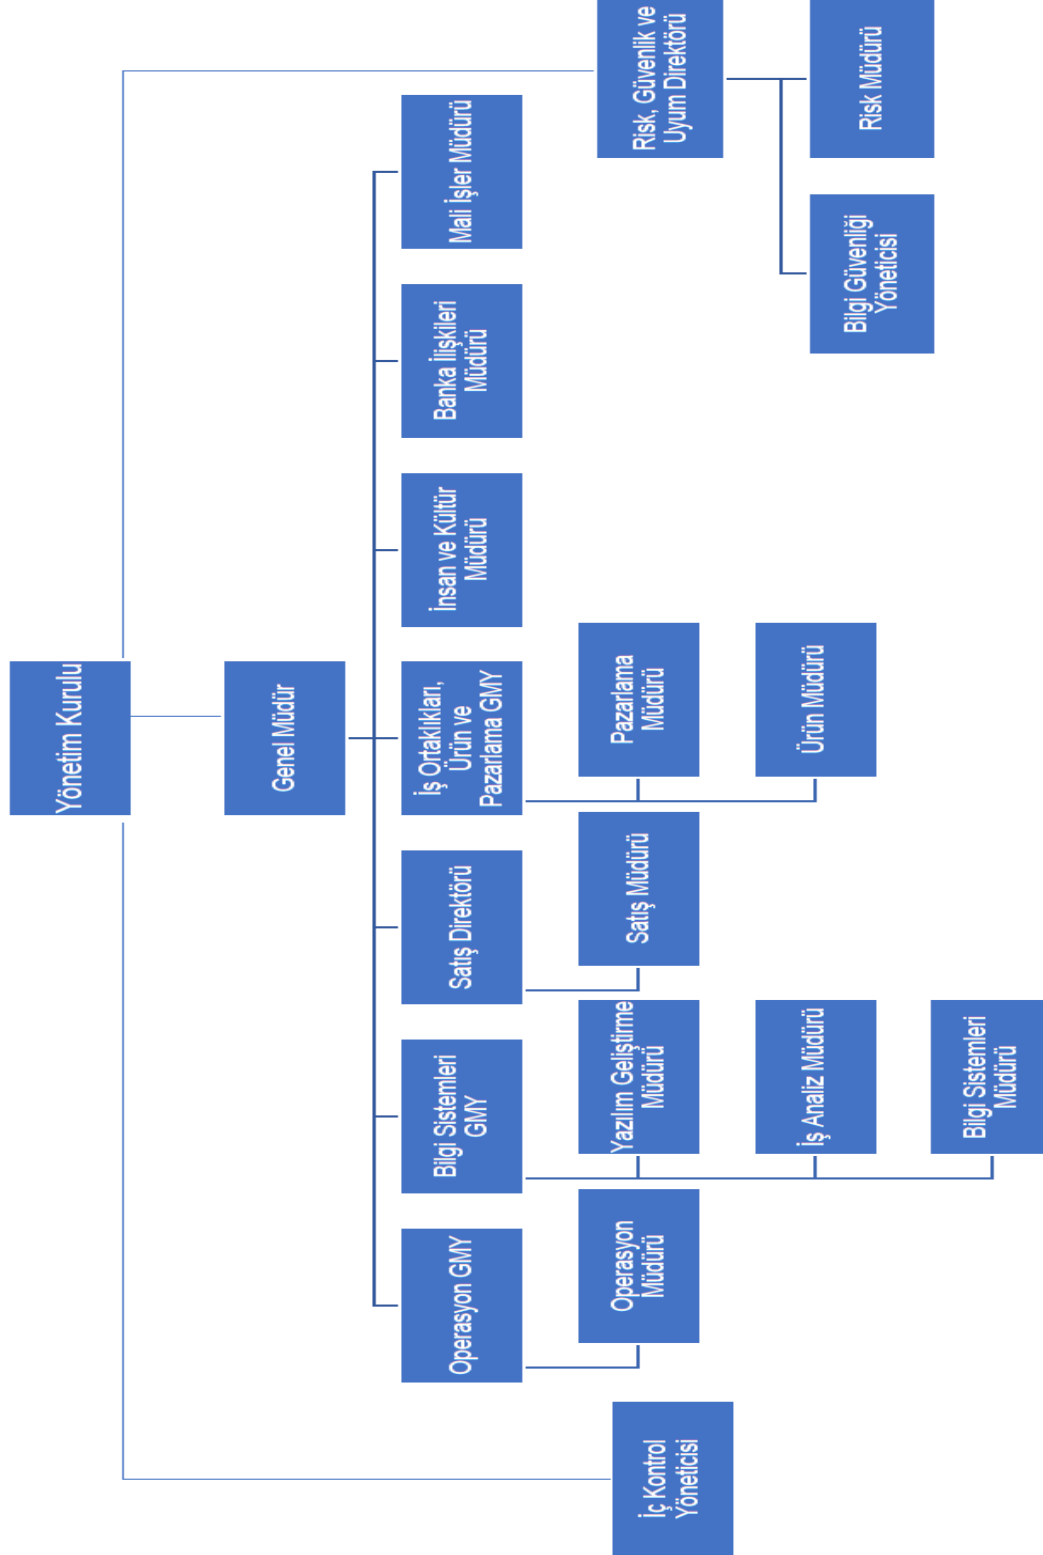 Yönetim Kurulu
Genel Müdür
Operasyon GMY
Bilgi Sistemleri
GMY
Satış Direktörü
İş Ortaklıkları,
Ürün ve
Pazarlama GMY
İnsan ve Kültür
Müdürü
Banka İlişkileri
Müdürü
Mali İşler Müdürü
Operasyon
Müdürü
Yazılım Geliştirme
Müdürü
İş Analiz Müdürü
Bilgi Sistemleri
Müdürü
Satış Müdürü
Pazarlama
Müdürü
Ürün Müdürü
İç Kontrol
Yöneticisi
Risk, Güvenlik ve
Uyum Direktörü
Bilgi Güvenliği
Yöneticisi
Risk Müdürü